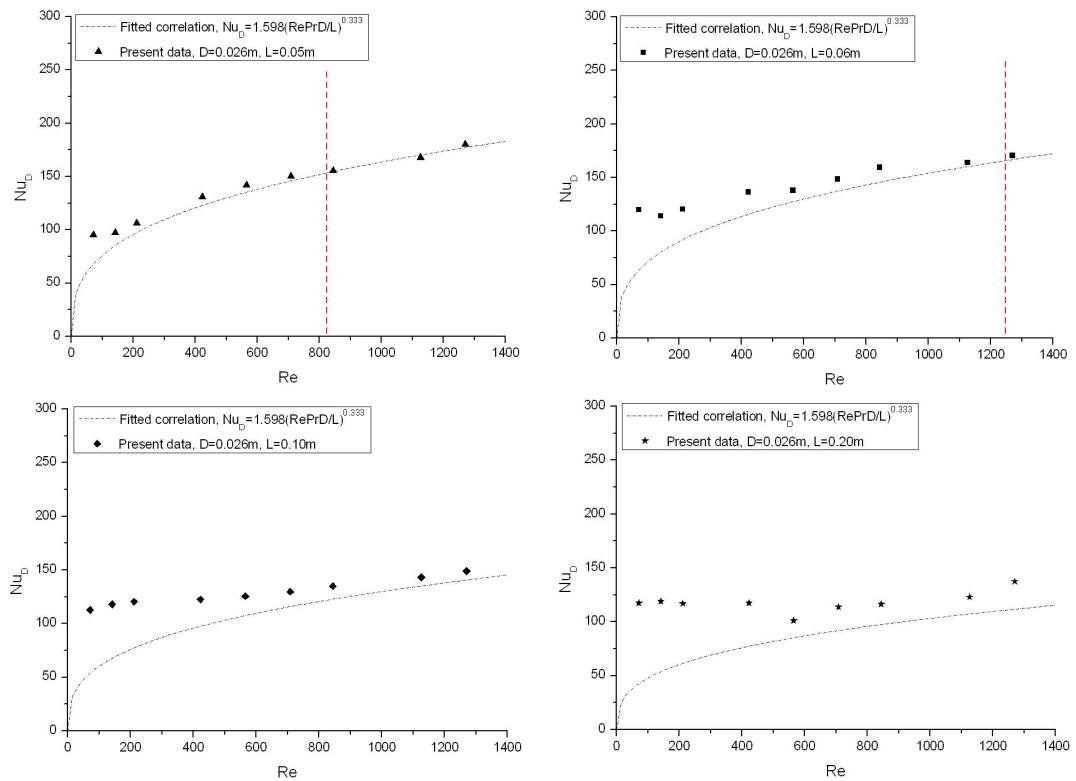 300
250
200
150
100
50
0
Nu_D
Fitted correlation, Nu_D=1.598(RePrD/L)^0.333
Present data, D=0.026m, L=0.05m
0 200 400 600 800 1000 1200 1400
Re
300
250
200
150
100
50
0
Nu_D
Fitted correlation, Nu_D=1.598(RePrD/L)^0.333
Present data, D=0.026m, L=0.06m
0 200 400 600 800 1000 1200 1400
Re
300
250
200
150
100
50
0
Nu_D
Fitted correlation, Nu_D=1.598(RePrD/L)^0.333
Present data, D=0.026m, L=0.10m
0 200 400 600 800 1000 1200 1400
Re
300
250
200
150
100
50
0
Nu_D
Fitted correlation, Nu_D=1.598(RePrD/L)^0.333
Present data, D=0.026m, L=0.20m
0 200 400 600 800 1000 1200 1400
Re